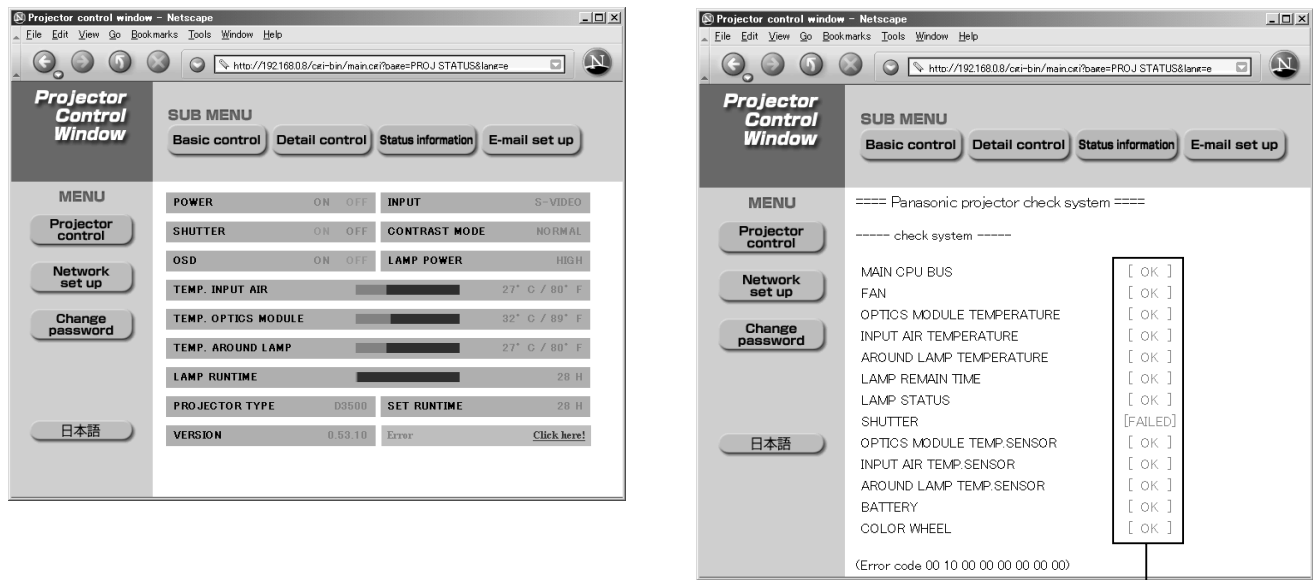 Projector control window - Netscape
File Edit View Go Bookmarks Tools Window Help
http://192.168.0.8/cgi-bin/main.cgi?page=PROJ STATUS&lang=e
N
Projector
Control
Window
SUB MENU
Basic control Detail control Status information E-mail set up
MENU
Projector
control
Network
set up
Change
password
日本語
POWER ON OFF INPUT S-VIDEO
SHUTTER ON OFF CONTRAST MODE NORMAL
OSD ON OFF LAMP POWER HIGH
TEMP. INPUT AIR 27° C / 80° F
TEMP. OPTICS MODULE 32° C / 89° F
TEMP. AROUND LAMP 27° C / 80° F
LAMP RUNTIME 28 H
PROJECTOR TYPE D3500 SET RUNTIME 28 H
VERSION 0.53.10 Error Click here!
Projector control window - Netscape
File Edit View Go Bookmarks Tools Window Help
http://192.168.0.8/cgi-bin/main.cgi?page=PROJ STATUS&lang=e
N
Projector
Control
Window
SUB MENU
Basic control Detail control Status information E-mail set up
MENU
Projector
control
Network
set up
Change
password
日本語
==== Panasonic projector check system ====
----- check system -----
MAIN CPU BUS [ OK ]
FAN [ OK ]
OPTICS MODULE TEMPERATURE [ OK ]
INPUT AIR TEMPERATURE [ OK ]
AROUND LAMP TEMPERATURE [ OK ]
LAMP REMAIN TIME [ OK ]
LAMP STATUS [ OK ]
SHUTTER [FAILED]
OPTICS MODULE TEMP.SENSOR [ OK ]
INPUT AIR TEMP.SENSOR [ OK ]
AROUND LAMP TEMP.SENSOR [ OK ]
BATTERY [ OK ]
COLOR WHEEL [ OK ]
(Error code 00 10 00 00 00 00 00 00)